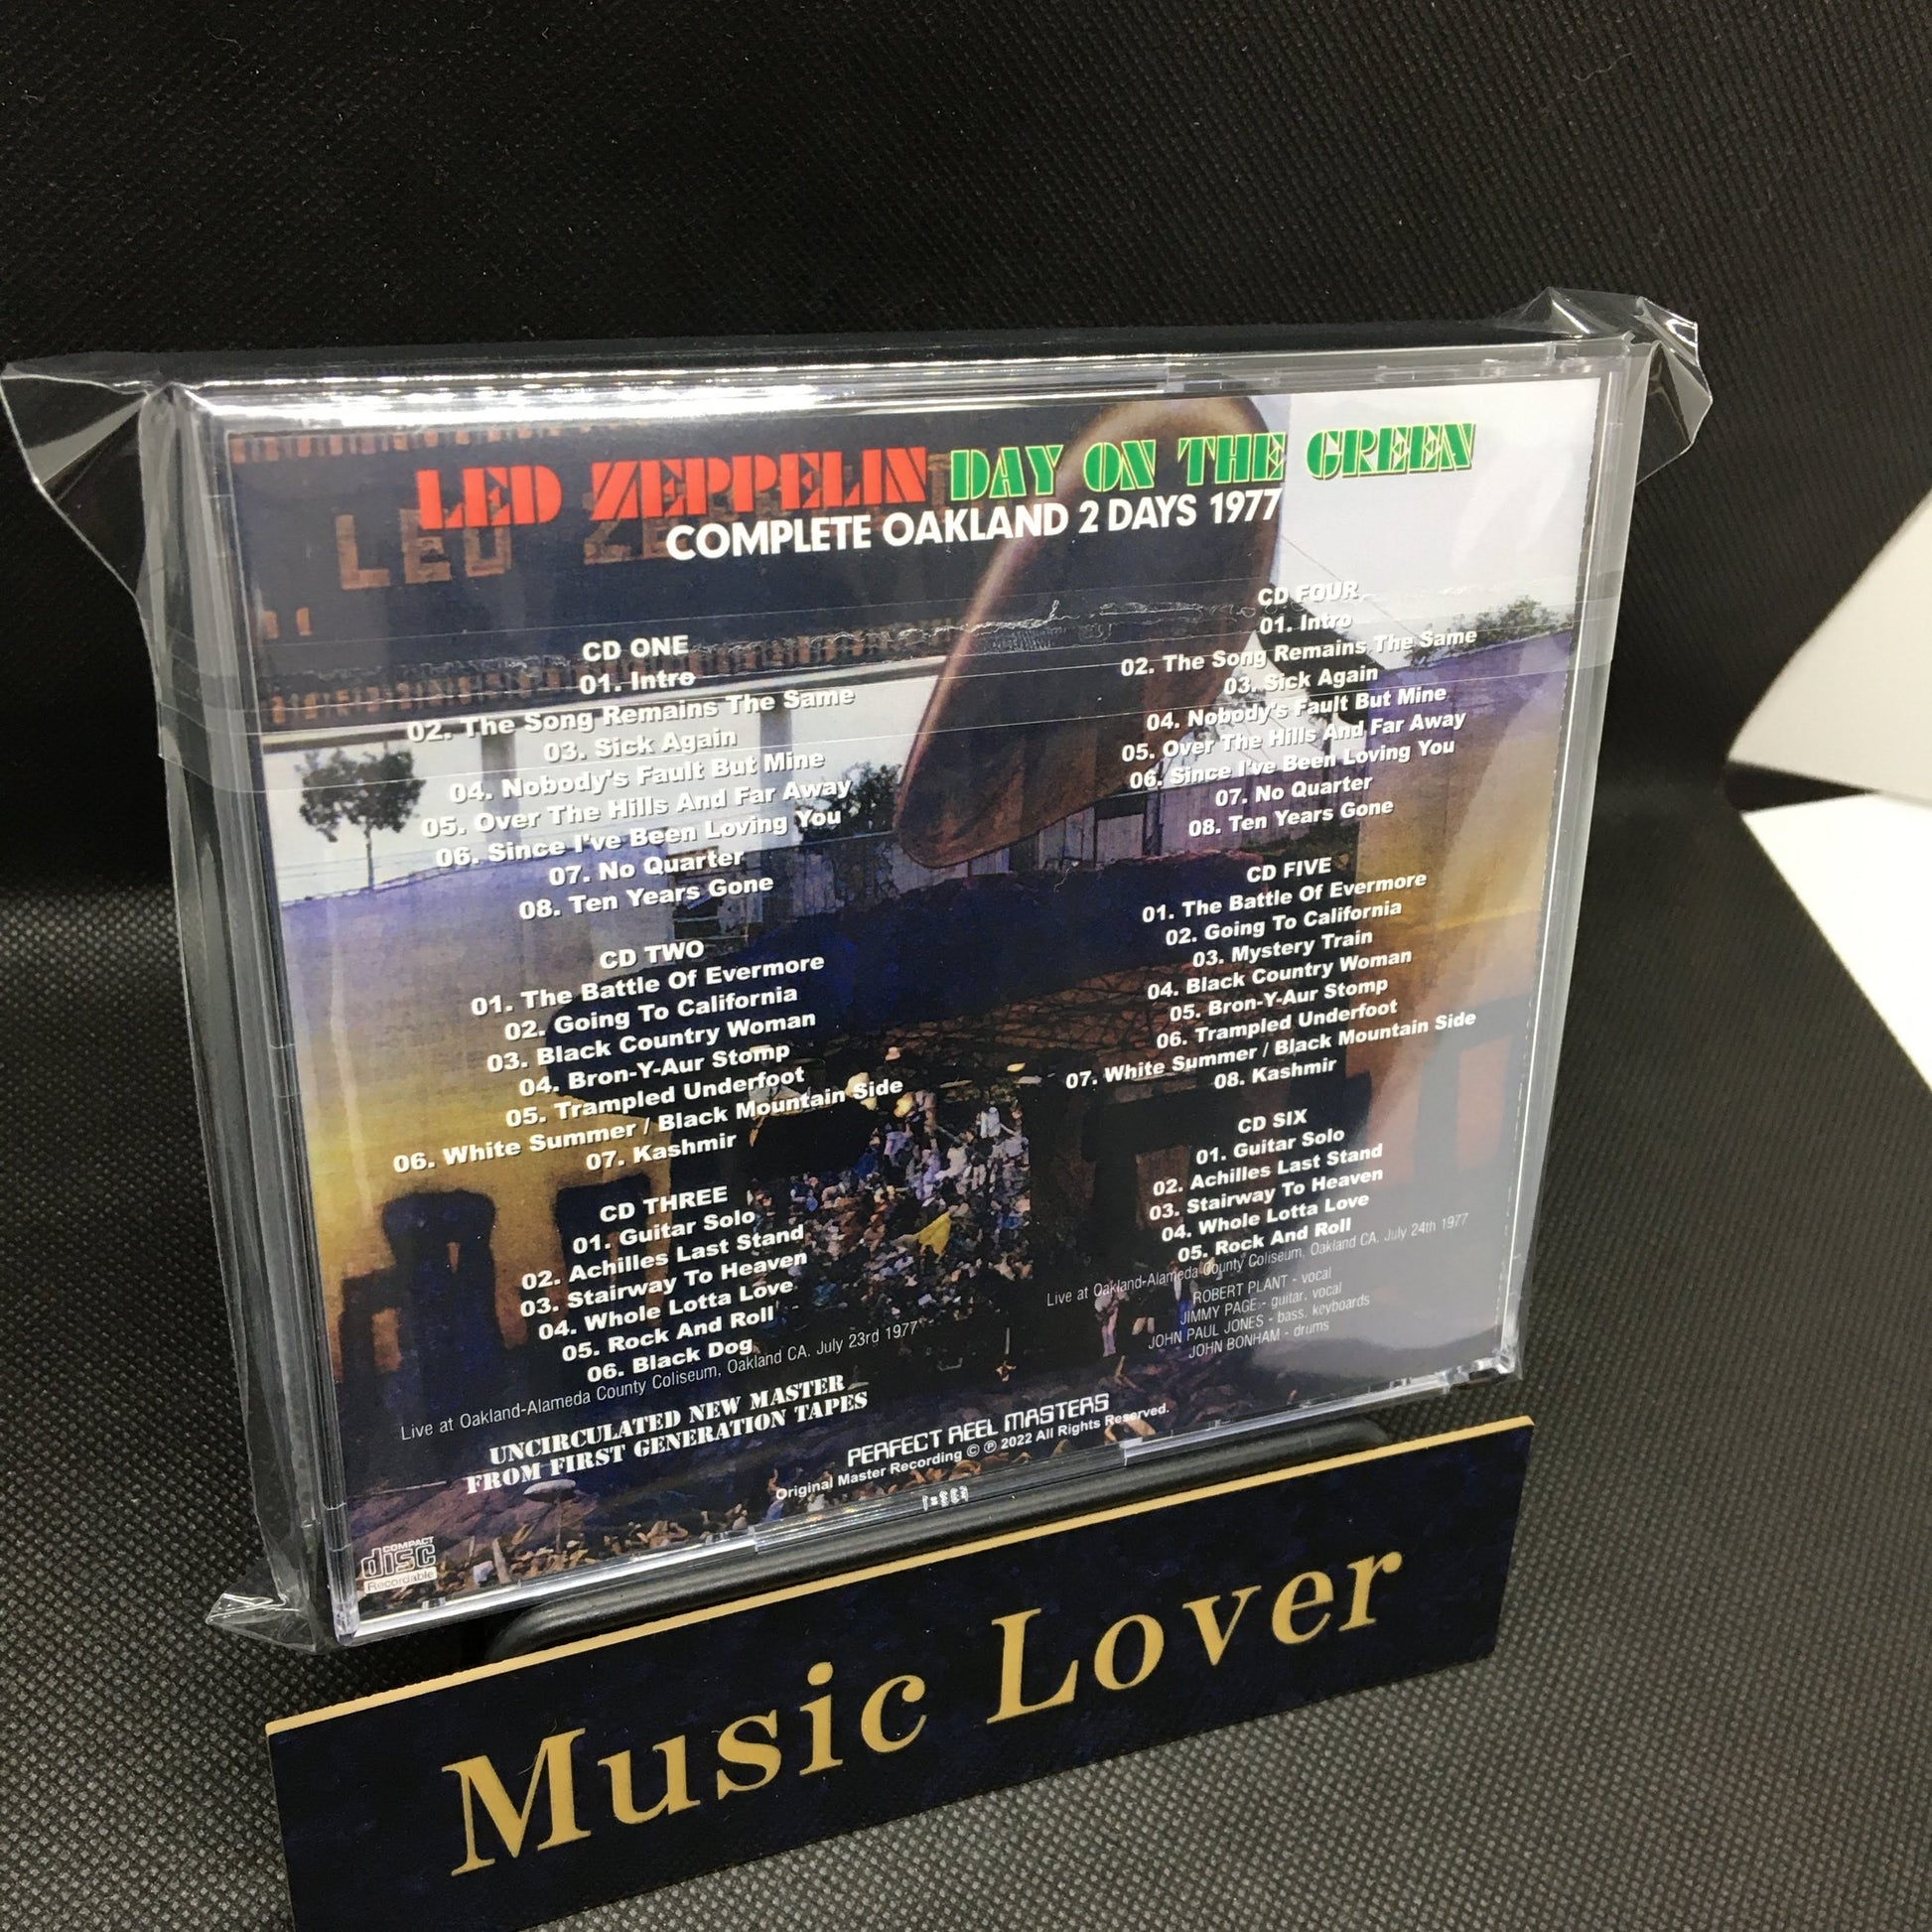 LED ZEPPELIN DAY ON THE GREEN
COMPLETE OAKLAND 2 DAYS 1977
LED ZE
CD ONE
01. Intro
02. The Song Remains The Same
03. Sick Again
04. Nobody's Fault But Mine
05. Over The Hills And Far Away
06. Since I've Been Loving You
07. No Quarter
08. Ten Years Gone
CD TWO
01. The Battle Of Evermore
02. Going To California
03. Black Country Woman
04. Bron-Y-Aur Stomp
05. Trampled Underfoot
06. White Summer / Black Mountain Side
07. Kashmir
CD THREE
01. Guitar Solo
02. Achilles Last Stand
03. Stairway To Heaven
04. Whole Lotta Love
05. Rock And Roll
06. Black Dog
Live at Oakland-Alameda County Coliseum, Oakland CA. July 23rd 1977
UNCIRCULATED NEW MASTER
FROM FIRST GENERATION TAPES
CD FOUR
01. Intro
02. The Song Remains The Same
03. Sick Again
04. Nobody's Fault But Mine
05. Over The Hills And Far Away
06. Since I've Been Loving You
07. No Quarter
08. Ten Years Gone
CD FIVE
01. The Battle Of Evermore
02. Going To California
03. Mystery Train
04. Black Country Woman
05. Bron-Y-Aur Stomp
06. Trampled Underfoot
07. White Summer / Black Mountain Side
08. Kashmir
CD SIX
01. Guitar Solo
02. Achilles Last Stand
03. Stairway To Heaven
04. Whole Lotta Love
05. Rock And Roll
Live at Oakland-Alameda County Coliseum, Oakland CA. July 24th 1977
ROBERT PLANT - vocal
JIMMY PAGE - guitar, vocal
JOHN PAUL JONES - bass, keyboards
JOHN BONHAM - drums
PERFECT REEL MASTERS
Original Master Recording © ℗ 2022 All Rights Reserved.
COMPACT
disc
Recordable
Music Lover